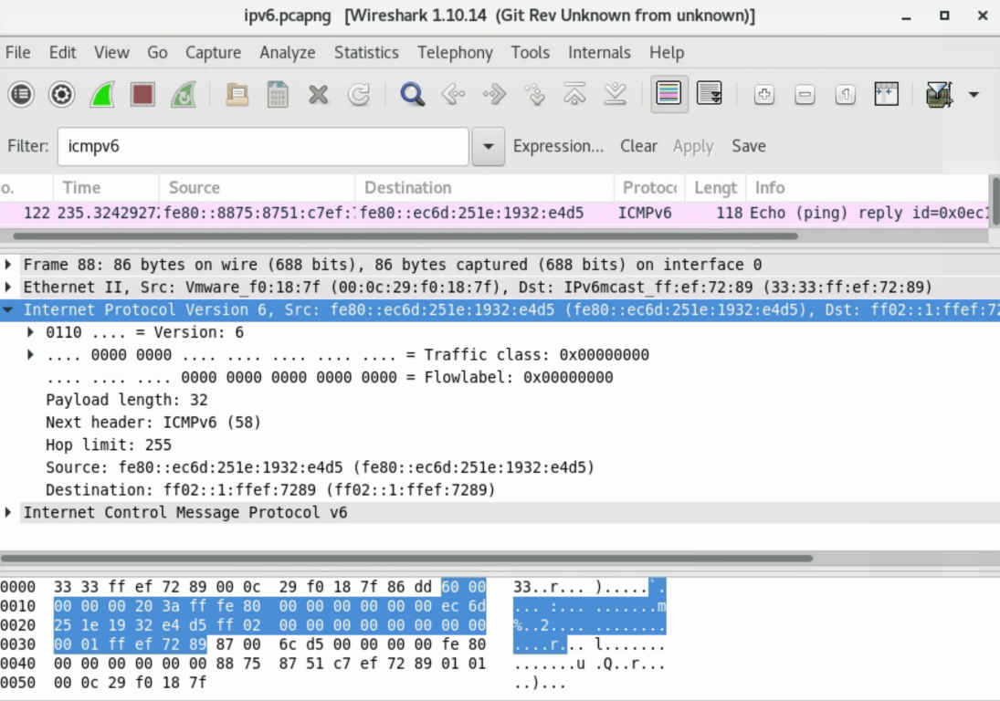 ipv6.pcapng [Wireshark 1.10.14 (Git Rev Unknown from unknown)]
File Edit View Go Capture Analyze Statistics Telephony Tools Internals Help
Filter: icmpv6 Expression... Clear Apply Save
o. Time Source Destination Protoc Lengt Info
122 235.3242927 fe80::8875:8751:c7ef: fe80::ec6d:251e:1932:e4d5 ICMPv6 118 Echo (ping) reply id=0x0ec
Frame 88: 86 bytes on wire (688 bits), 86 bytes captured (688 bits) on interface 0
Ethernet II, Src: Vmware_f0:18:7f (00:0c:29:f0:18:7f), Dst: IPv6mcast_ff:ef:72:89 (33:33:ff:ef:72:89)
Internet Protocol Version 6, Src: fe80::ec6d:251e:1932:e4d5 (fe80::ec6d:251e:1932:e4d5), Dst: ff02::1:ffef:72
0110 .... = Version: 6
.... 0000 0000 .... .... .... .... .... = Traffic class: 0x00000000
.... .... .... 0000 0000 0000 0000 0000 = Flowlabel: 0x00000000
Payload length: 32
Next header: ICMPv6 (58)
Hop limit: 255
Source: fe80::ec6d:251e:1932:e4d5 (fe80::ec6d:251e:1932:e4d5)
Destination: ff02::1:ffef:7289 (ff02::1:ffef:7289)
Internet Control Message Protocol v6
0000 33 33 ff ef 72 89 00 0c 29 f0 18 7f 86 dd 60 00 33..r... ).....`.
0010 00 00 00 20 3a ff fe 80 00 00 00 00 00 00 ec 6d ... :... .......m
0020 25 1e 19 32 e4 d5 ff 02 00 00 00 00 00 00 00 00 %..2.... ........
0030 00 01 ff ef 72 89 87 00 6c d5 00 00 00 00 fe 80 ....r... l.......
0040 00 00 00 00 00 00 88 75 87 51 c7 ef 72 89 01 01 .......u .Q..r...
0050 00 0c 29 f0 18 7f ..)...